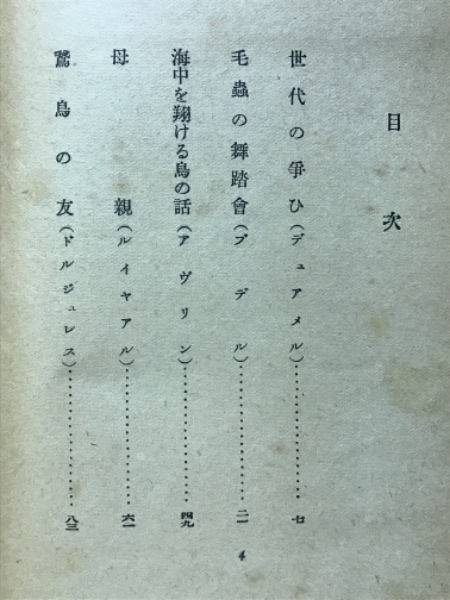 目次
世代の爭ひ(デュアメル)‥‥‥‥‥‥‥‥‥七
毛蟲の舞踏會(ブデル)‥‥‥‥‥‥‥‥‥二一
海中を翔ける鳥の話(アヴリン)‥‥‥‥‥‥‥‥‥四九
母親(ルイヤアル)‥‥‥‥‥‥‥‥‥六一
鵞鳥の友(ドルジュレス)‥‥‥‥‥‥‥‥‥八三
4